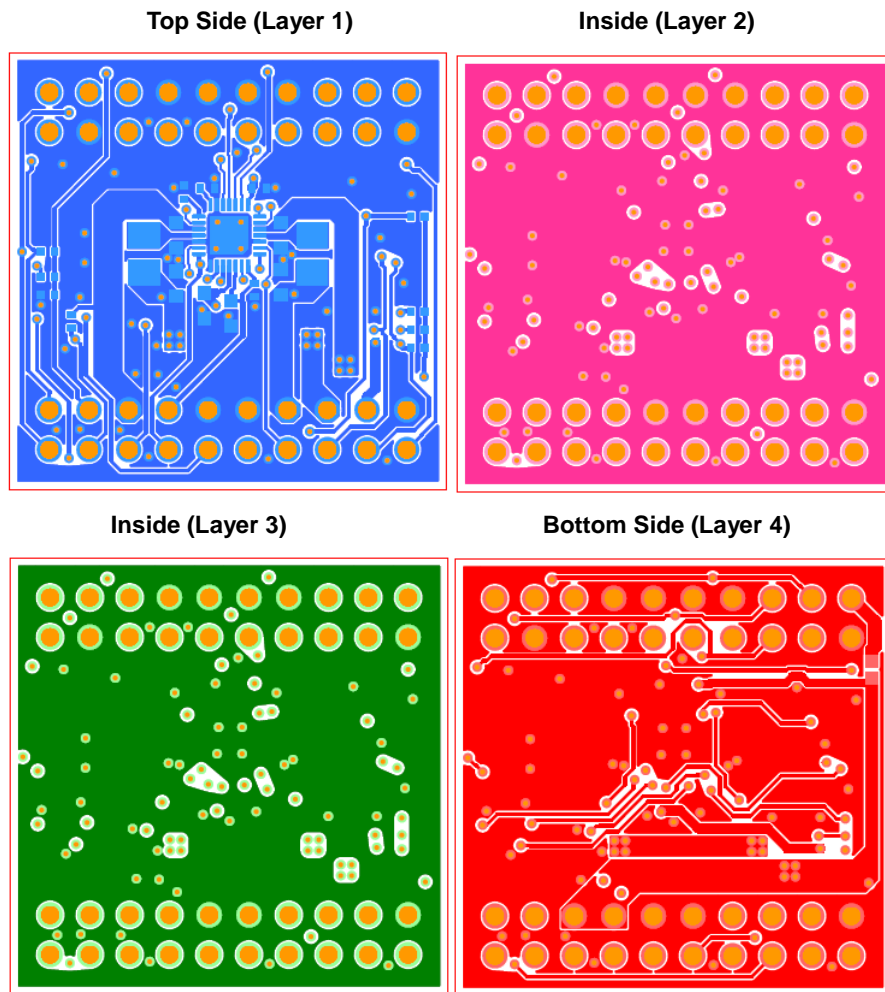 Top Side (Layer 1)
Inside (Layer 2)
Inside (Layer 3)
Bottom Side (Layer 4)